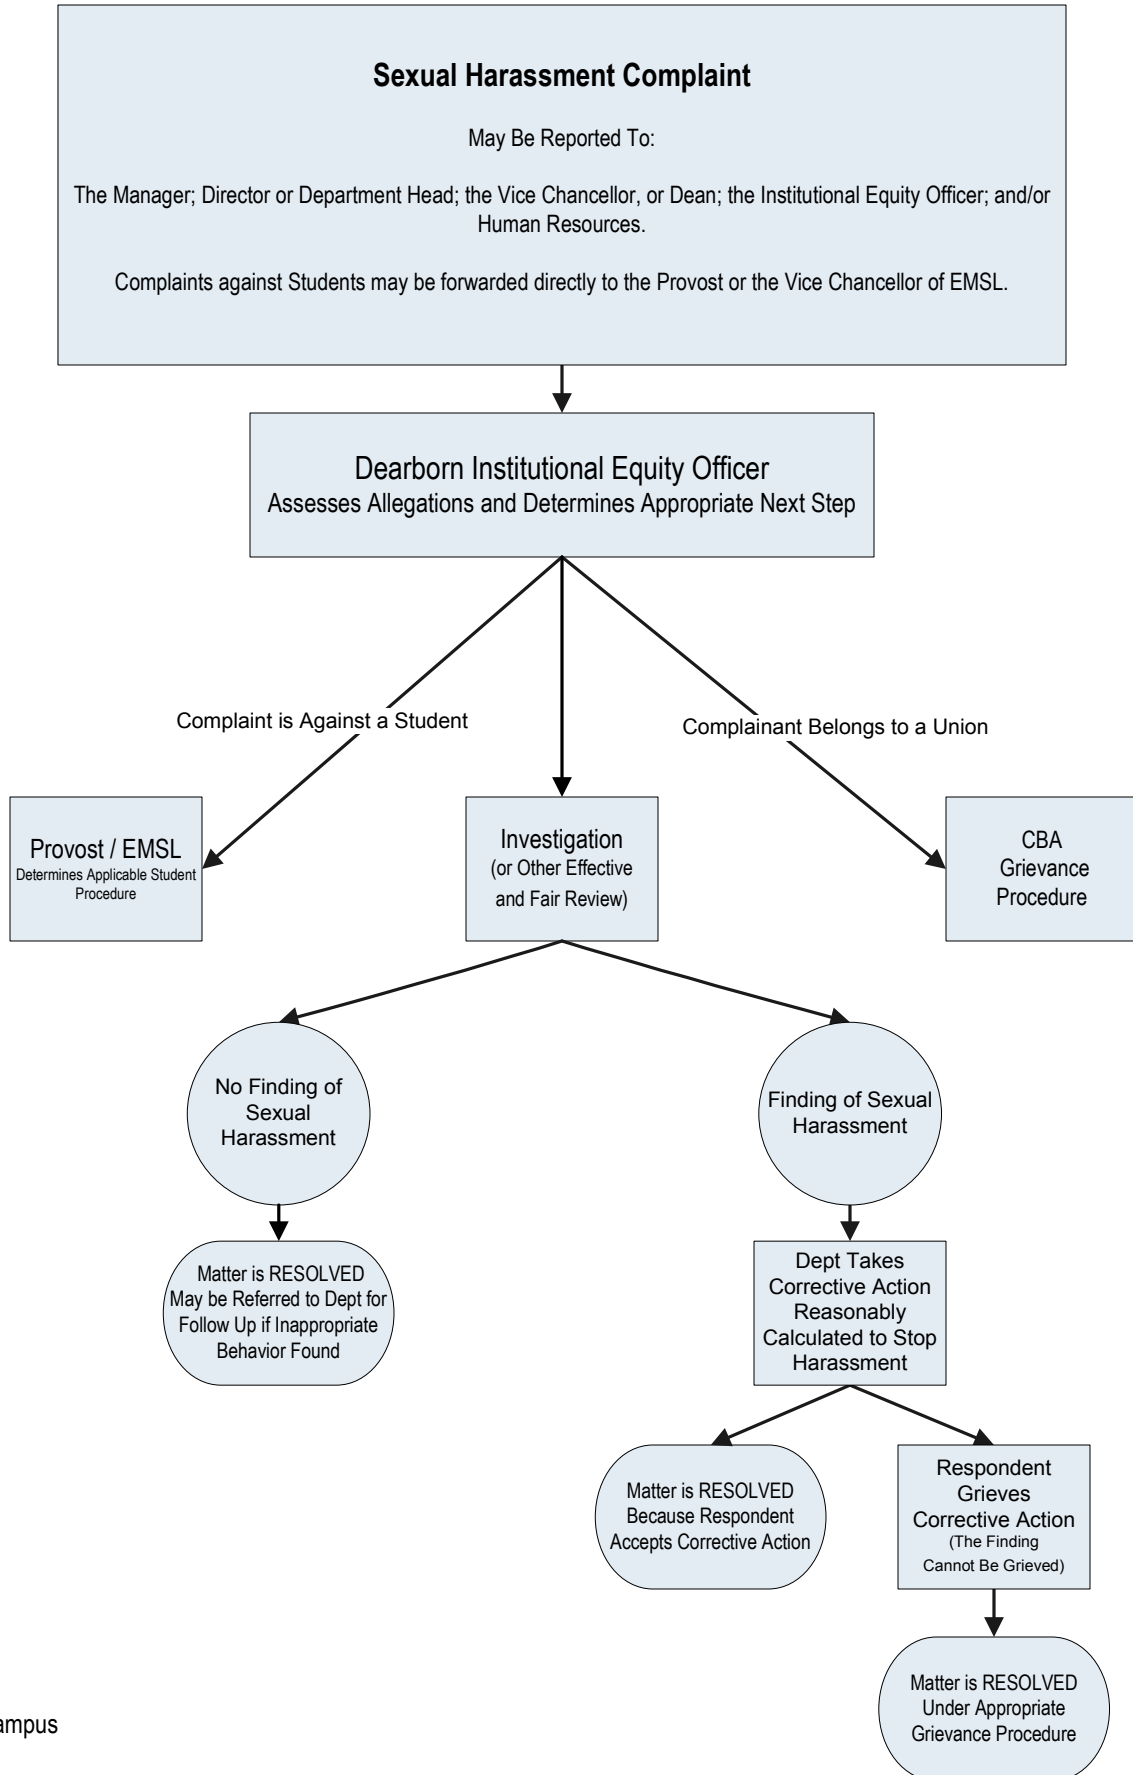 Sexual Harassment Complaint
May Be Reported To:
The Manager; Director or Department Head; the Vice Chancellor, or Dean; the Institutional Equity Officer; and/or
Human Resources.
Complaints against Students may be forwarded directly to the Provost or the Vice Chancellor of EMSL.
Dearborn Institutional Equity Officer
Assesses Allegations and Determines Appropriate Next Step
Complaint is Against a Student
Complainant Belongs to a Union
Provost / EMSL
Determines Applicable Student
Procedure
Investigation
(or Other Effective
and Fair Review)
CBA
Grievance
Procedure
No Finding of
Sexual
Harassment
Finding of Sexual
Harassment
Matter is RESOLVED
May be Referred to Dept for
Follow Up if Inappropriate
Behavior Found
Dept Takes
Corrective Action
Reasonably
Calculated to Stop
Harassment
Matter is RESOLVED
Because Respondent
Accepts Corrective Action
Respondent
Grieves
Corrective Action
(The Finding
Cannot Be Grieved)
Matter is RESOLVED
Under Appropriate
Grievance Procedure